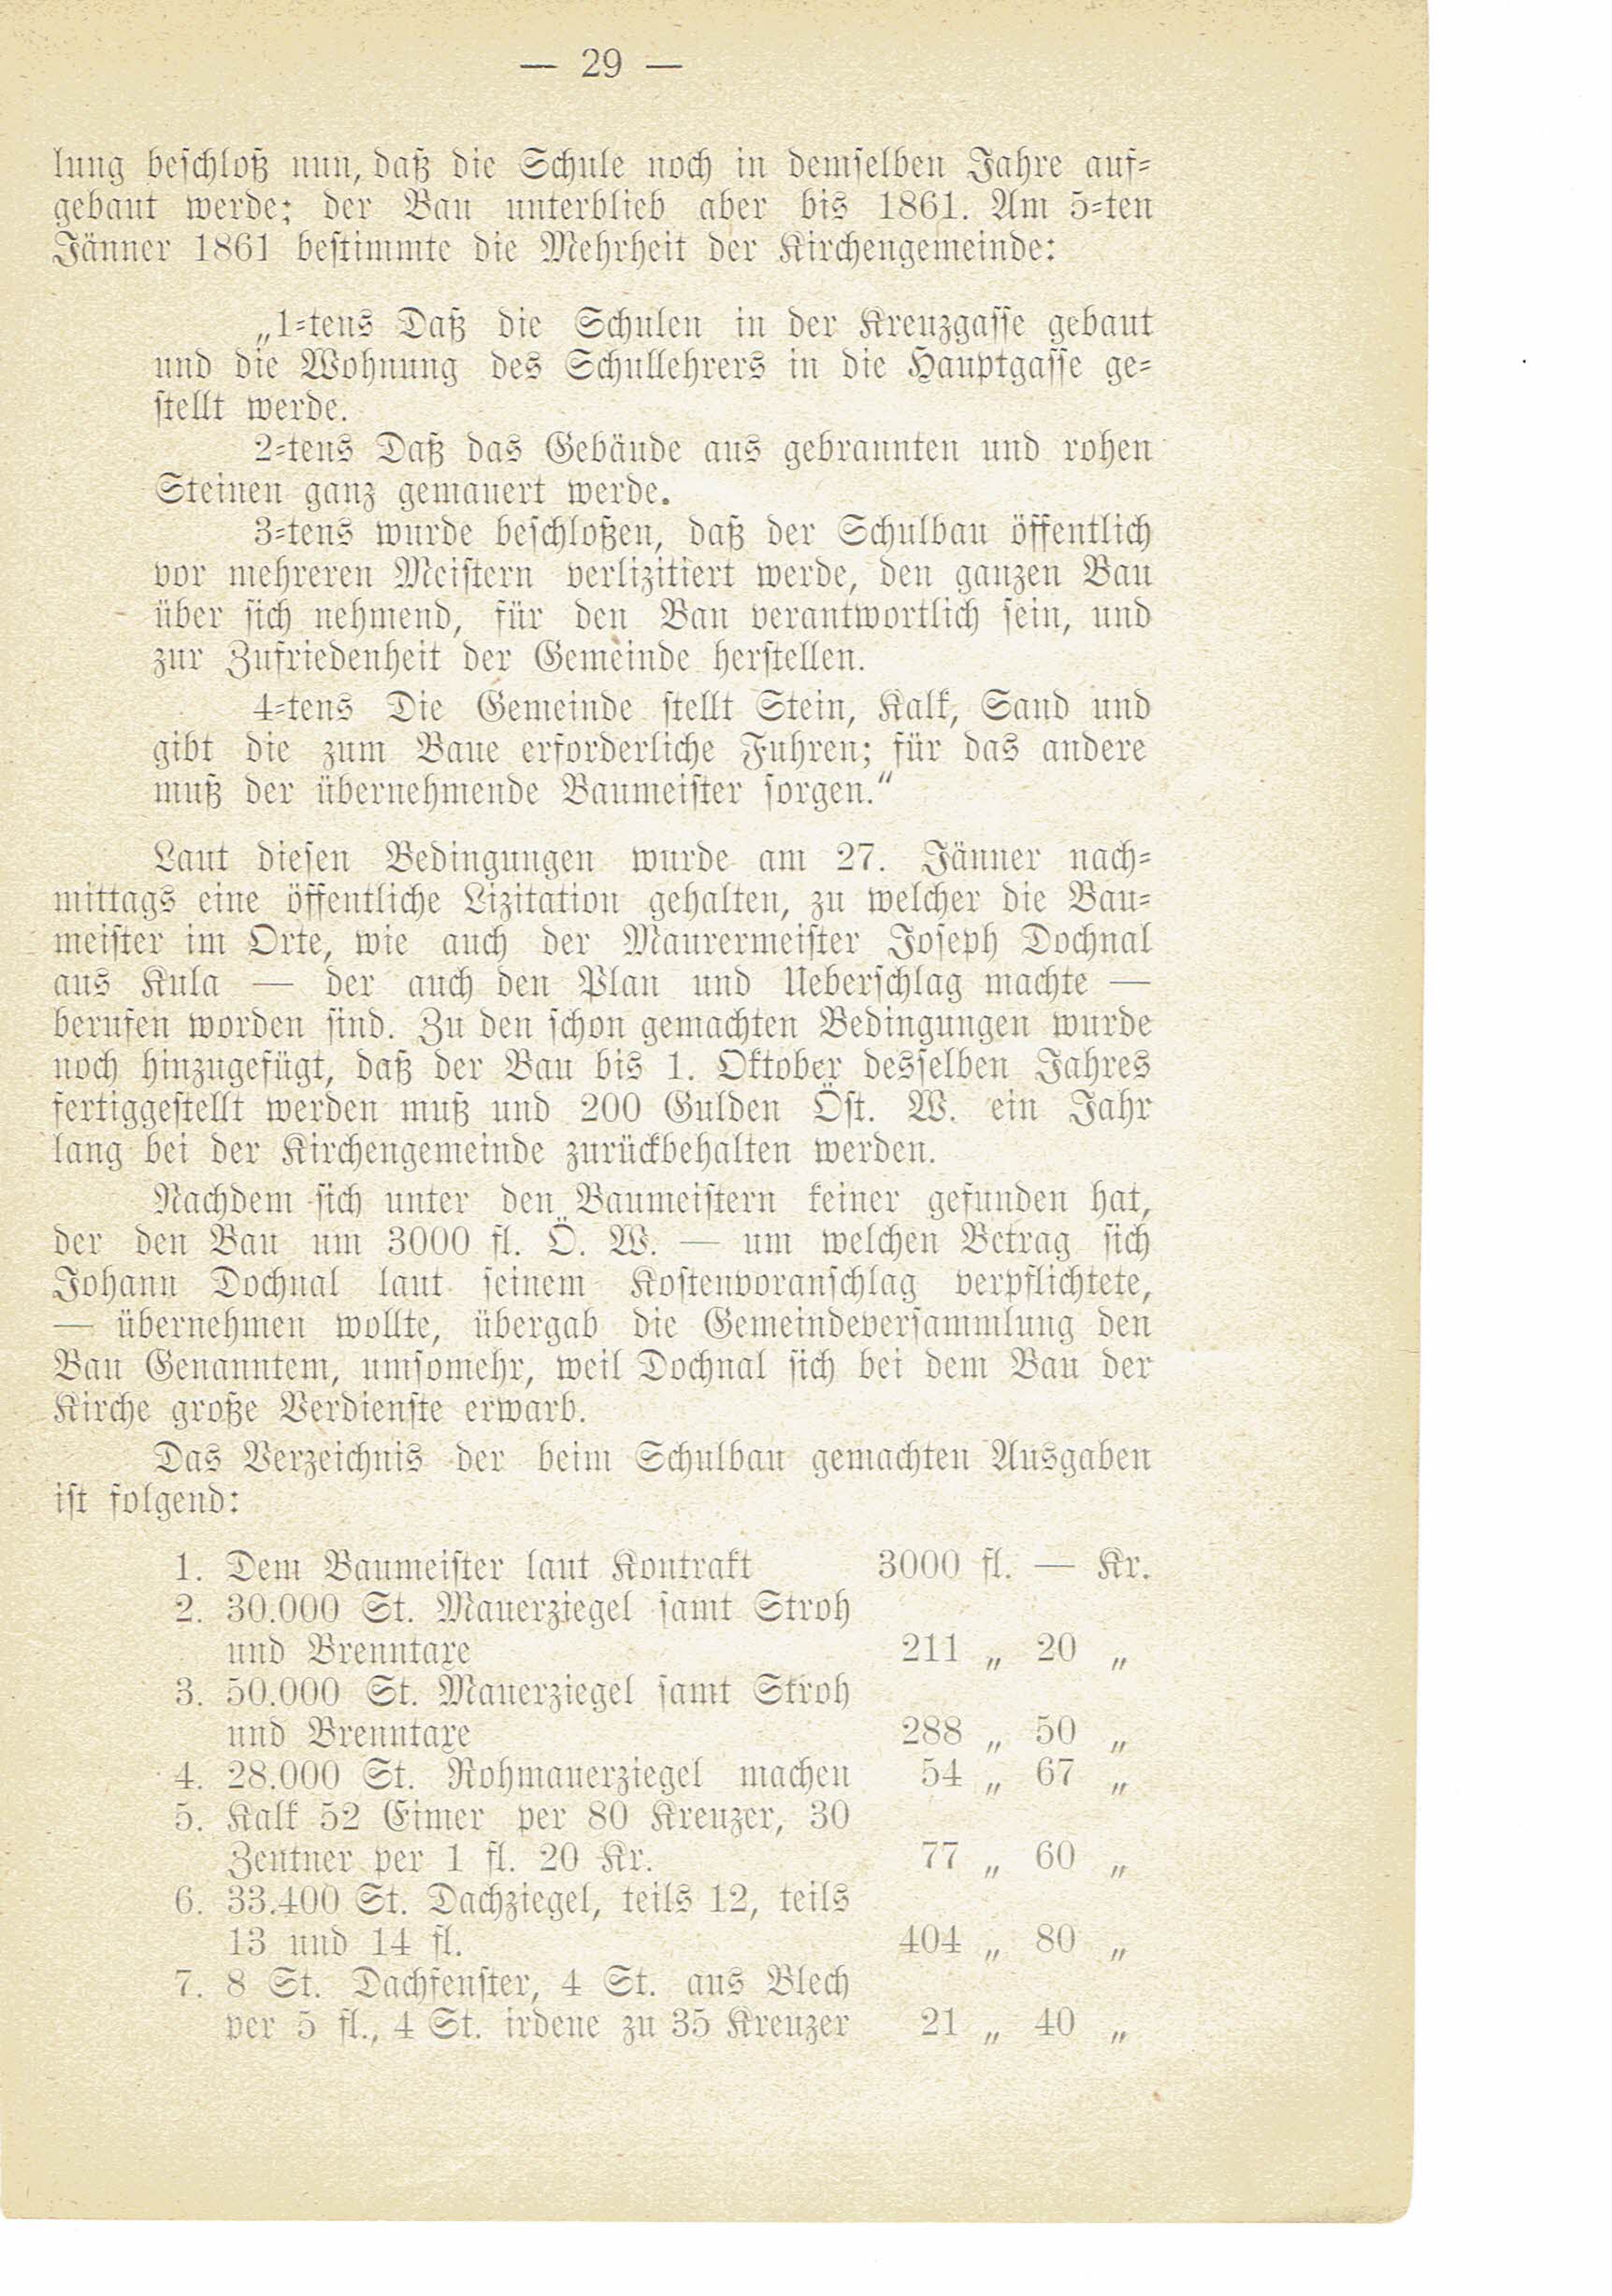 — 29 —
lung beschloß nun, daß die Schule noch in demselben Jahre auf-
gebaut werde; der Bau unterblieb aber bis 1861. Am 5-ten
Jänner 1861 bestimmte die Mehrheit der Kirchengemeinde:
„1-tens Daß die Schulen in der Kreuzgasse gebaut
und die Wohnung des Schullehrers in die Hauptgasse ge-
stellt werde.
2-tens Daß das Gebäude aus gebrannten und rohen
Steinen ganz gemauert werde.
3-tens wurde beschloßen, daß der Schulbau öffentlich
vor mehreren Meistern verlizitiert werde, den ganzen Bau
über sich nehmend, für den Bau verantwortlich sein, und
zur Zufriedenheit der Gemeinde herstellen.
4-tens Die Gemeinde stellt Stein, Kalk, Sand und
gibt die zum Baue erforderliche Fuhren; für das andere
muß der übernehmende Baumeister sorgen.“
Laut diesen Bedingungen wurde am 27. Jänner nach-
mittags eine öffentliche Lizitation gehalten, zu welcher die Bau-
meister im Orte, wie auch der Maurermeister Joseph Dochnal
aus Kula — der auch den Plan und Ueberschlag machte —
berufen worden sind. Zu den schon gemachten Bedingungen wurde
noch hinzugefügt, daß der Bau bis 1. Oktober desselben Jahres
fertiggestellt werden muß und 200 Gulden Öst. W. ein Jahr
lang bei der Kirchengemeinde zurückbehalten werden.
Nachdem sich unter den Baumeistern keiner gefunden hat,
der den Bau um 3000 fl. Ö. W. — um welchen Betrag sich
Johann Dochnal laut seinem Kostenvoranschlag verpflichtete,
— übernehmen wollte, übergab die Gemeindeversammlung den
Bau Genanntem, umsomehr, weil Dochnal sich bei dem Bau der
Kirche große Verdienste erwarb.
Das Verzeichnis der beim Schulbau gemachten Ausgaben
ist folgend:
1. Dem Baumeister laut Kontrakt 3000 fl. — Kr.
2. 30.000 St. Mauerziegel samt Stroh
und Brenntaxe 211 „ 20 „
3. 50.000 St. Mauerziegel samt Stroh
und Brenntaxe 288 „ 50 „
4. 28.000 St. Rohmauerziegel machen 54 „ 67 „
5. Kalk 52 Eimer per 80 Kreuzer, 30
Zentner per 1 fl. 20 Kr. 77 „ 60 „
6. 33.400 St. Dachziegel, teils 12, teils
13 und 14 fl. 404 „ 80 „
7. 8 St. Dachfenster, 4 St. aus Blech
per 5 fl., 4 St. irdene zu 35 Kreuzer 21 „ 40 „